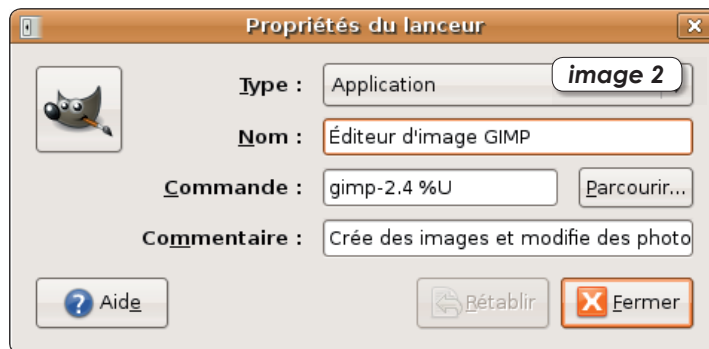 Propriétés du lanceur
image 2
Type : Application
Nom : Éditeur d'image GIMP
Commande : gimp-2.4 %U Parcourir...
Commentaire : Crée des images et modifie des photo
Aide Rétablir Fermer